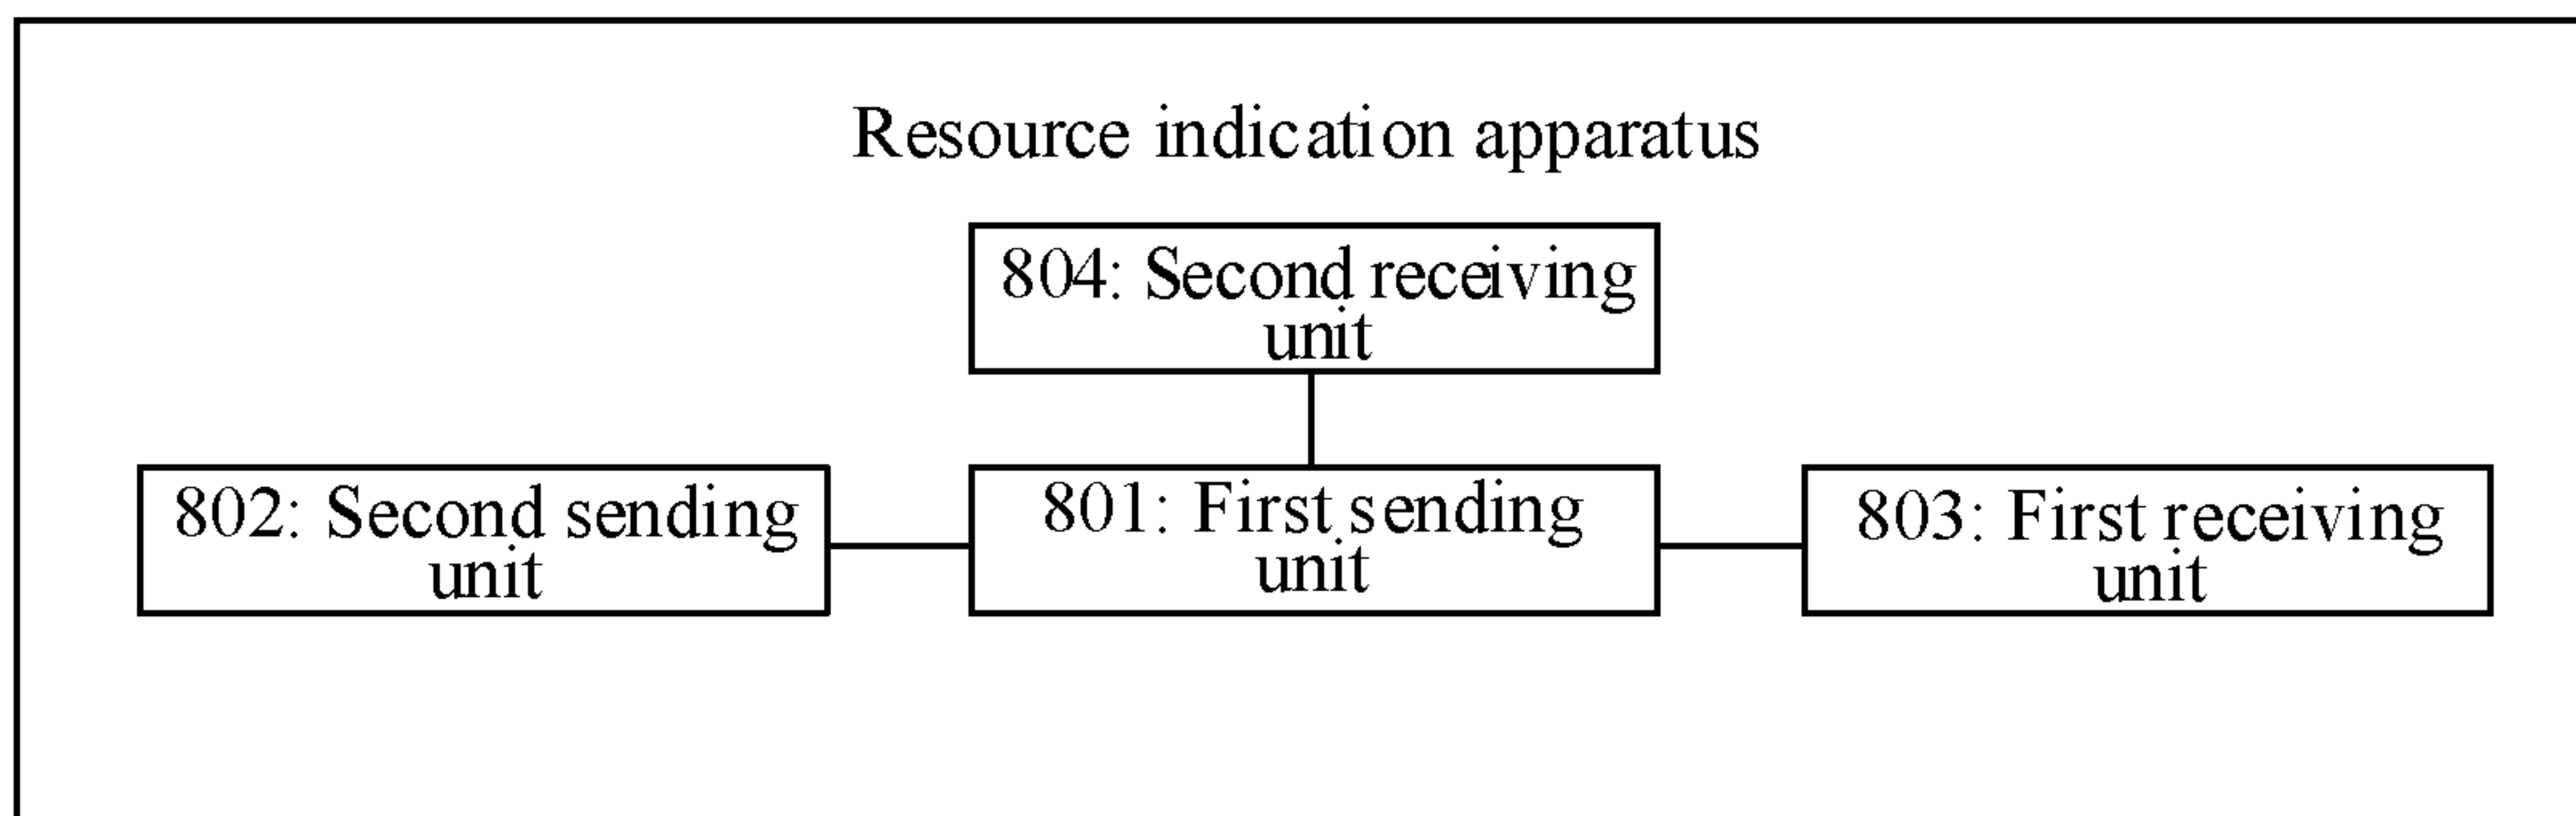 Resource indication apparatus
804: Second receiving
unit
802: Second sending
unit
801: First sending
unit
803: First receiving
unit